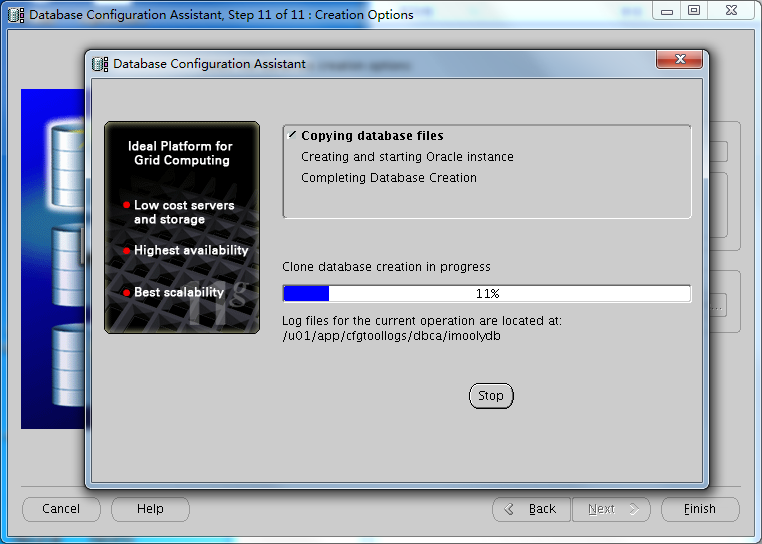 Database Configuration Assistant, Step 11 of 11 : Creation Options
Database Configuration Assistant
creation options
Ideal Platform for
Grid Computing
Low cost servers
and storage
Highest availability
Best scalability
11g
Copying database files
Creating and starting Oracle instance
Completing Database Creation
Clone database creation in progress
11%
Log files for the current operation are located at:
/u01/app/cfgtoollogs/dbca/imoolydb
Stop
...
Cancel
Help
Back
Next
Finish